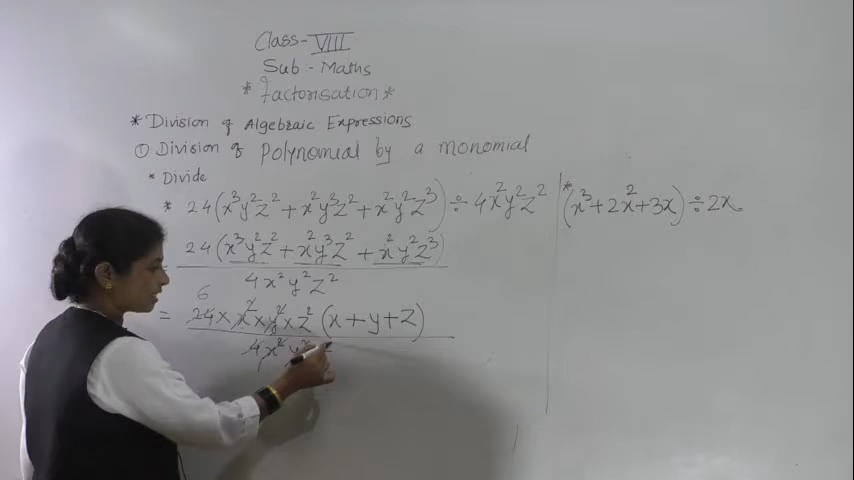 Class-VIII
Sub:- Maths
* Factorisation *
* Division of Algebraic Expressions
① Division of Polynomial by a monomial
* Divide
* 24(x³y²z² + x²y³z² + x²y²z³) ÷ 4x²y²z²
24(x³y²z² + x²y³z² + x²y²z³)
4x²y²z²
6
= 24 × x² × y² × z² (x + y + z)
4x² y²
* (x³ + 2x² + 3x) ÷ 2x